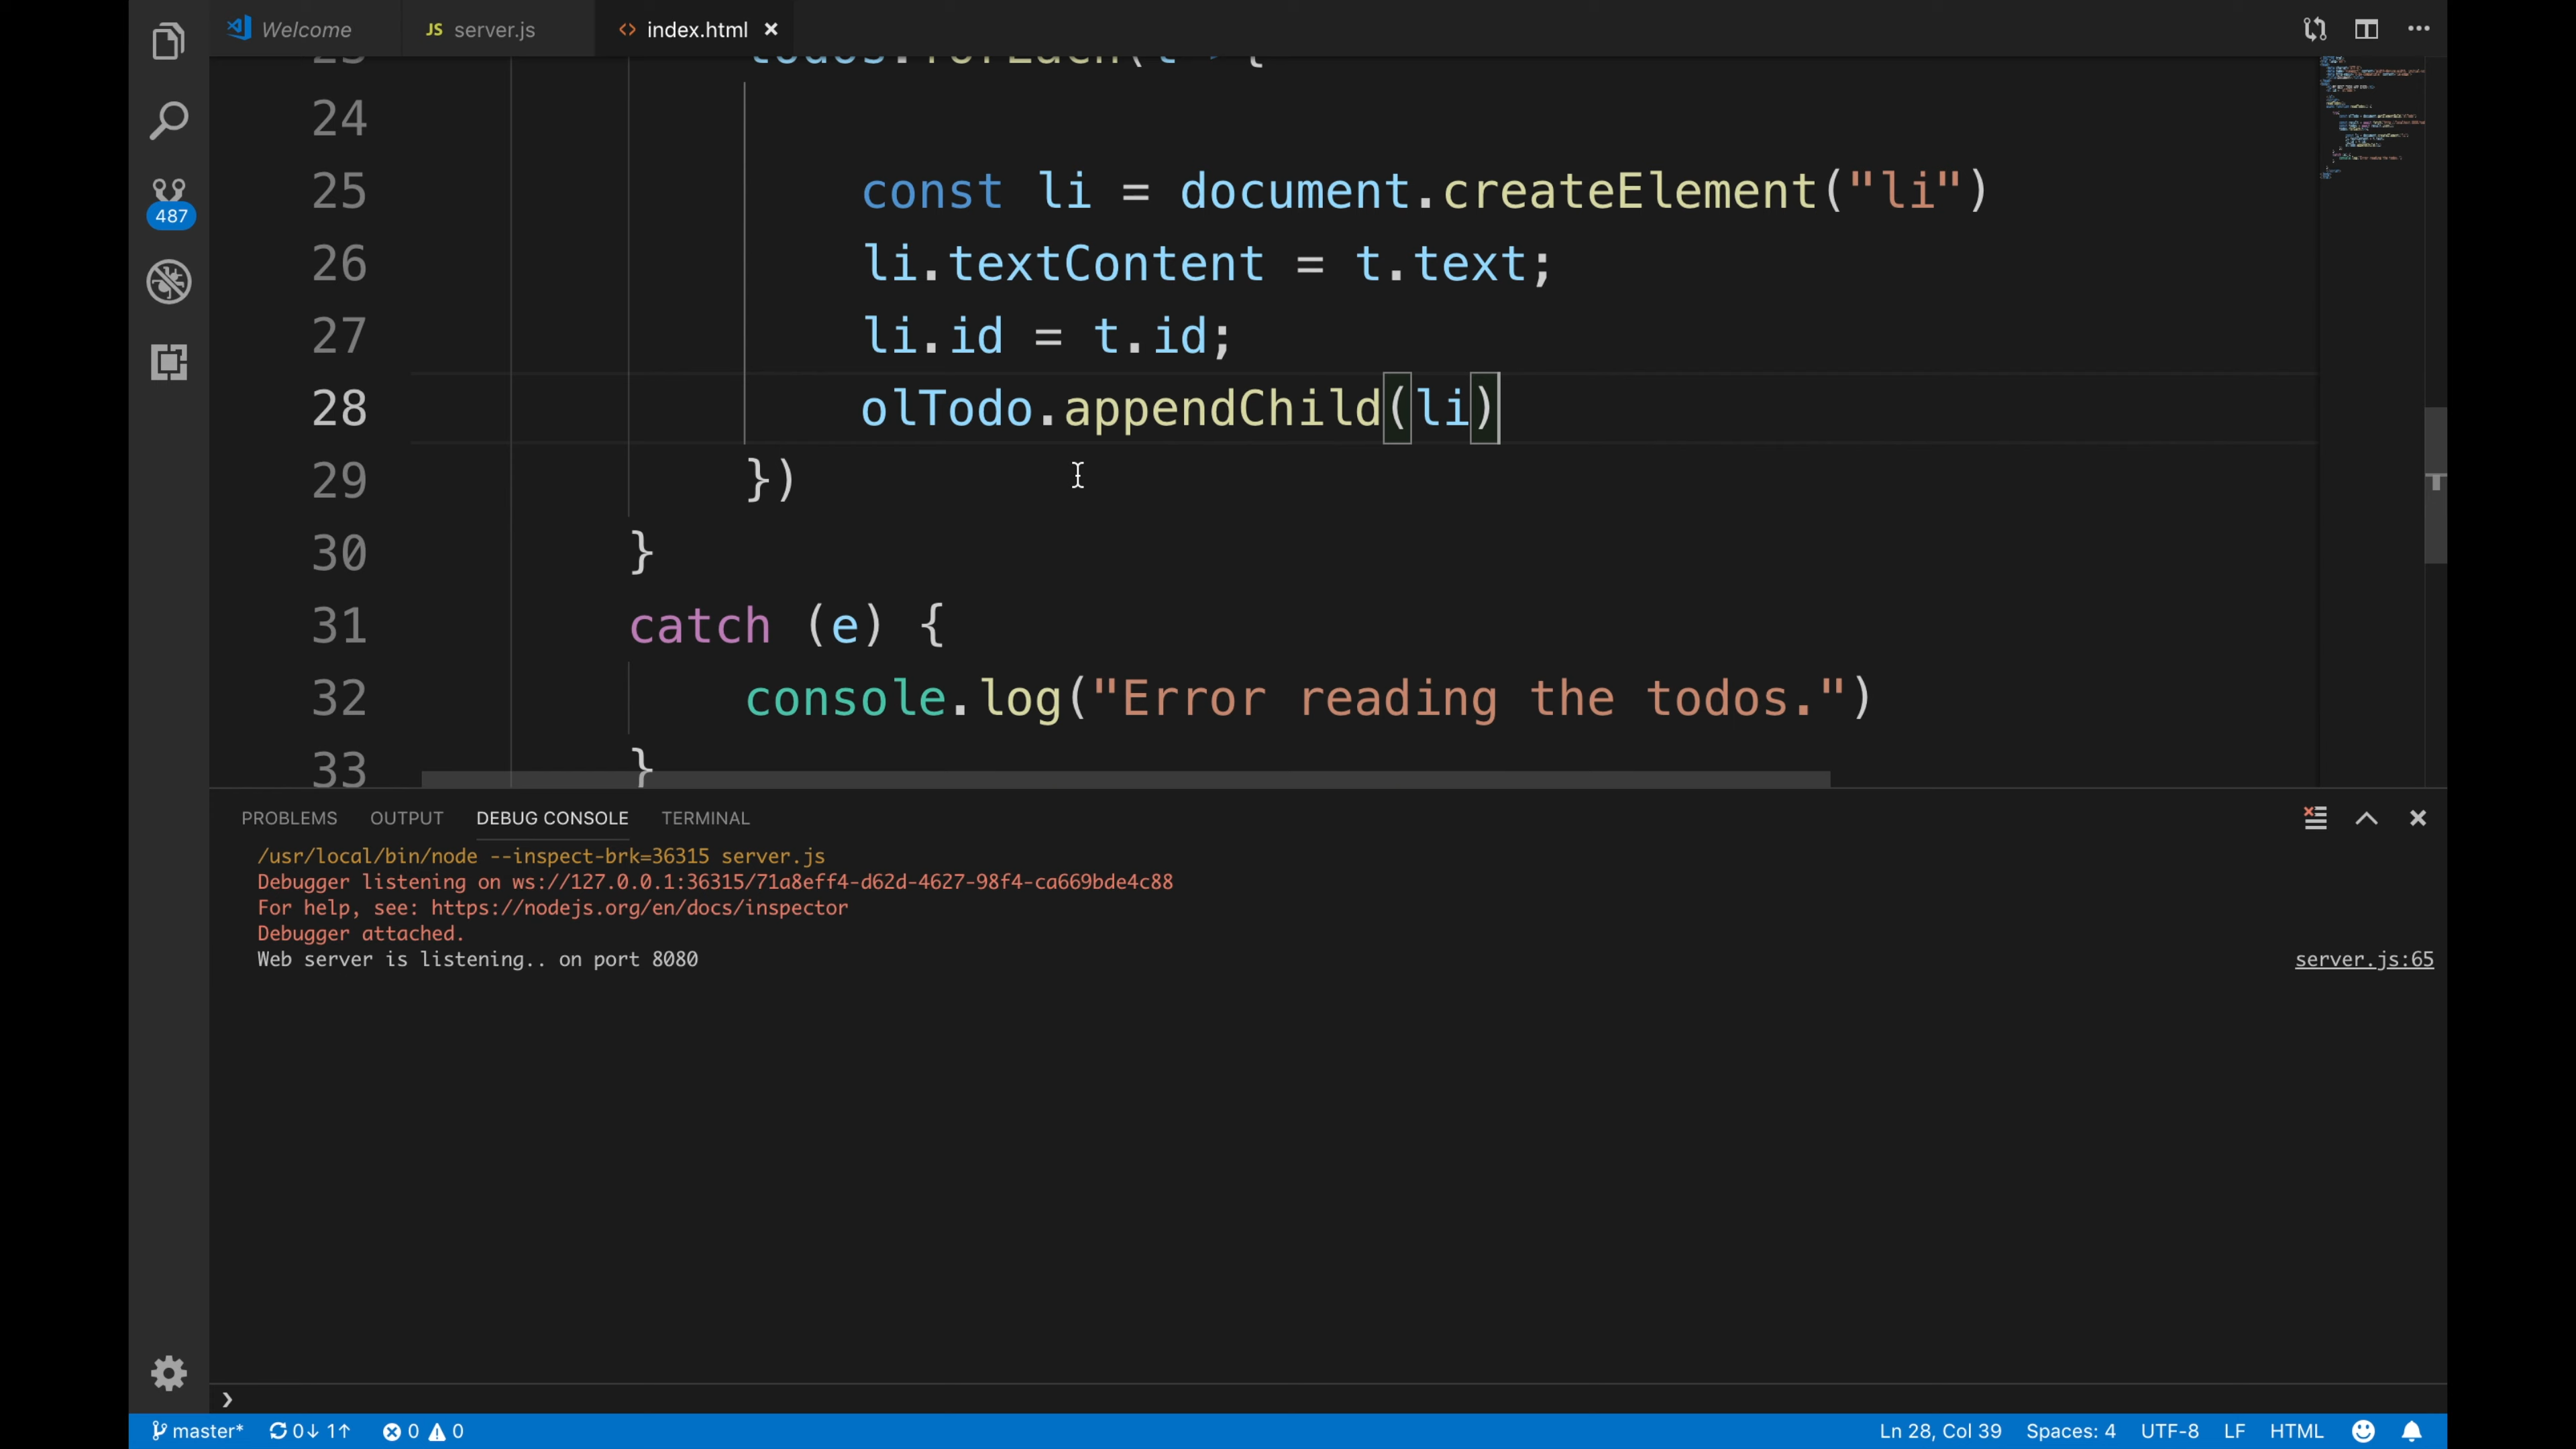 Welcome
JS server.js
<> index.html
487
23 todos.forEach(t => {
24
25 const li = document.createElement("li")
26 li.textContent = t.text;
27 li.id = t.id;
28 olTodo.appendChild(li)
29 })
30 }
31 catch (e) {
32 console.log("Error reading the todos.")
33 }
PROBLEMS OUTPUT DEBUG CONSOLE TERMINAL
/usr/local/bin/node --inspect-brk=36315 server.js
Debugger listening on ws://127.0.0.1:36315/71a8eff4-d62d-4627-98f4-ca669bde4c88
For help, see: https://nodejs.org/en/docs/inspector
Debugger attached.
Web server is listening.. on port 8080 server.js:65
master* 0↓ 1↑ 0 0 Ln 28, Col 39 Spaces: 4 UTF-8 LF HTML